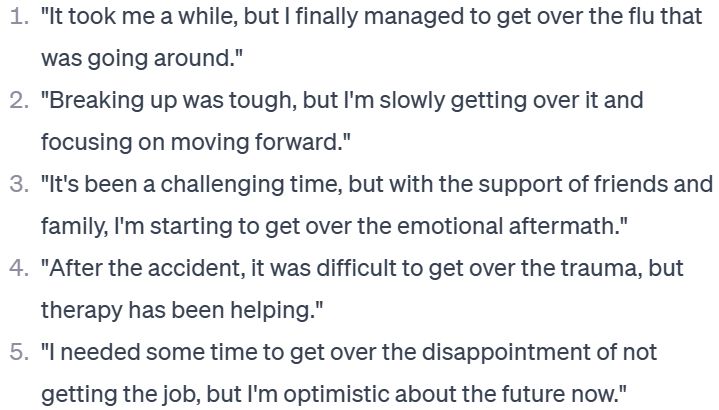 1. "It took me a while, but I finally managed to get over the flu that
was going around."
2. "Breaking up was tough, but I'm slowly getting over it and
focusing on moving forward."
3. "It's been a challenging time, but with the support of friends and
family, I'm starting to get over the emotional aftermath."
4. "After the accident, it was difficult to get over the trauma, but
therapy has been helping."
5. "I needed some time to get over the disappointment of not
getting the job, but I'm optimistic about the future now."